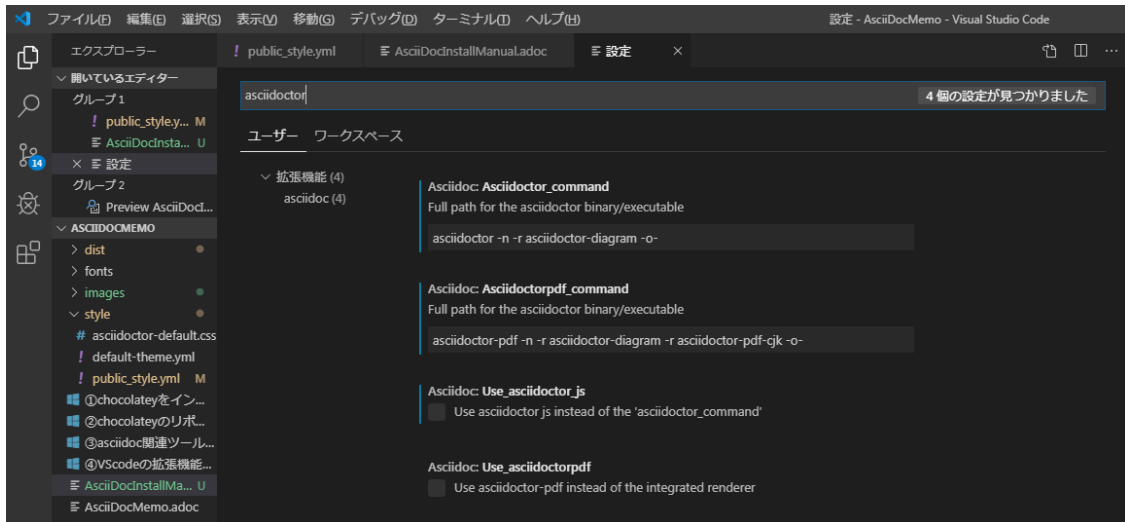 ファイル(F) 編集(E) 選択(S) 表示(V) 移動(G) デバッグ(D) ターミナル(T) ヘルプ(H) 設定 - AsciiDocMemo - Visual Studio Code
エクスプローラー
! public_style.yml AsciiDocInstallManual.adoc 設定 ×
開いているエディター
グループ 1
! public_style.y... M
AsciiDocInsta... U
× 設定
グループ 2
Preview AsciiDocI...
ASCIIDOCMEMO
dist
fonts
images
style
# asciidoctor-default.css
! default-theme.yml
! public_style.yml M
①chocolateyをイン...
②chocolateyのリポ...
③asciidoc関連ツール...
④VScodeの拡張機能...
AsciiDocInstallMa... U
AsciiDocMemo.adoc
14
asciidoctor 4 個の設定が見つかりました
ユーザー ワークスペース
拡張機能 (4)
asciidoc (4)
Asciidoc: Asciidoctor_command
Full path for the asciidoctor binary/executable
asciidoctor -n -r asciidoctor-diagram -o-
Asciidoc: Asciidoctorpdf_command
Full path for the asciidoctor binary/executable
asciidoctor-pdf -n -r asciidoctor-diagram -r asciidoctor-pdf-cjk -o-
Asciidoc: Use_asciidoctor_js
Use asciidoctor js instead of the 'asciidoctor_command'
Asciidoc: Use_asciidoctorpdf
Use asciidoctor-pdf instead of the integrated renderer